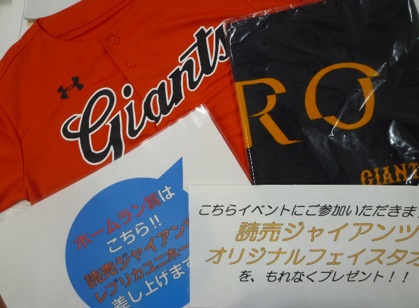 Giants
RO
GIANT
ホームラン賞は
こちら!!
読売ジャイアンツ
レプリカユニホー
差し上げます
こちらイベントにご参加いただきま
読売ジャイアンツ
オリジナルフェイスタオ
を、もれなくプレゼント!!